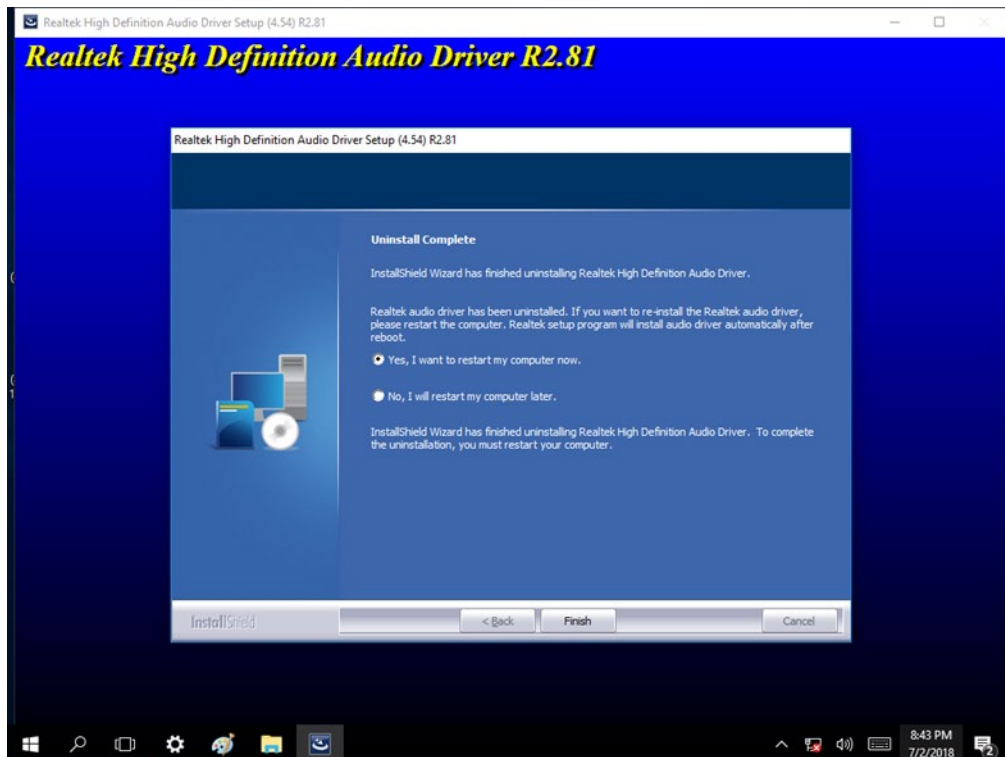 Realtek High Definition Audio Driver Setup (4.54) R2.81
Realtek High Definition Audio Driver R2.81
Realtek High Definition Audio Driver Setup (4.54) R2.81
Uninstall Complete
InstallShield Wizard has finished uninstalling Realtek High Definition Audio Driver.
Realtek audio driver has been uninstalled. If you want to re-install the Realtek audio driver,
please restart the computer. Realtek setup program will install audio driver automatically after
reboot.
Yes, I want to restart my computer now.
No, I will restart my computer later.
InstallShield Wizard has finished uninstalling Realtek High Definition Audio Driver. To complete
the uninstallation, you must restart your computer.
InstallShield
< Back
Finish
Cancel
8:43 PM
7/2/2018
2